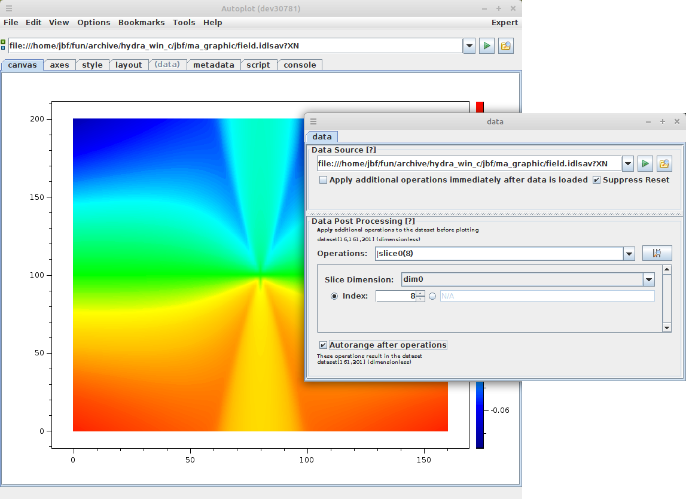 Autoplot (dev30781)
File Edit View Options Bookmarks Tools Help Expert
file:///home/jbf/fun/archive/hydra_win_c/jbf/ma_graphic/field.idlsav?XN
canvas axes style layout (data) metadata script console
200
150
100
50
0
0 50 100 150
-0.06
data
data
Data Source [?]
file:///home/jbf/fun/archive/hydra_win_c/jbf/ma_graphic/field.idlsav?XN
Apply additional operations immediately after data is loaded Suppress Reset
Data Post Processing [?]
Apply additional operations to the dataset before plotting
dataset[16,161,201] (dimensionless)
Operations: |slice0(8)
Slice Dimension: dim0
Index: 8 N/A
Autorange after operations
These operations result in the dataset
dataset[161,201] (dimensionless)